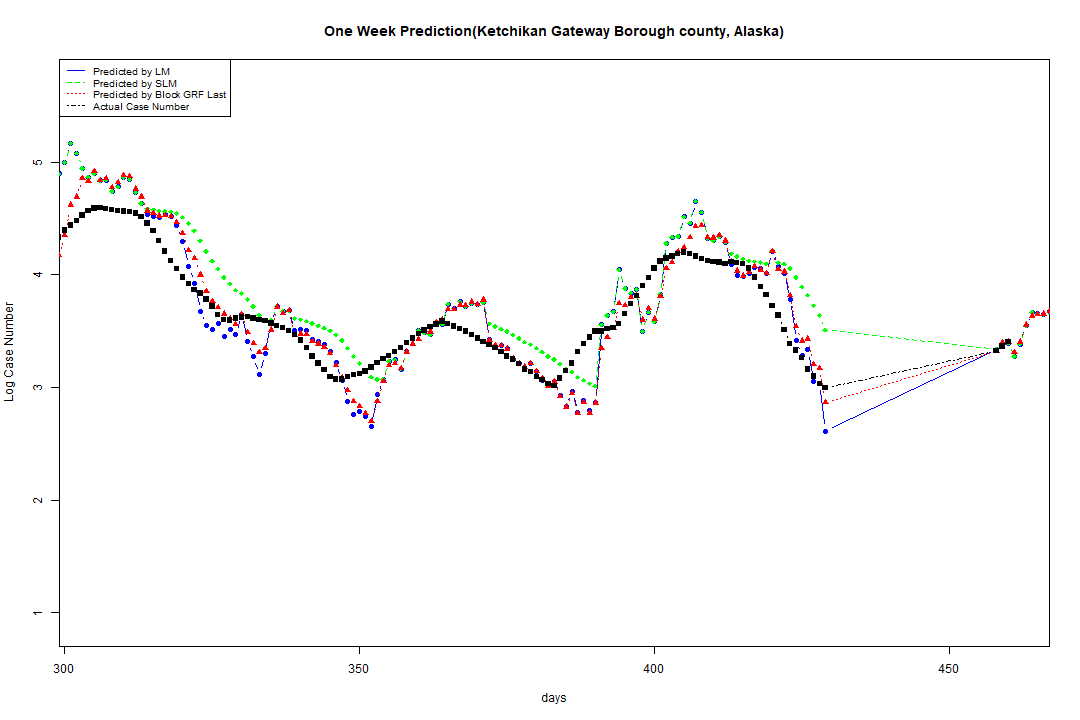 One Week Prediction(Ketchikan Gateway Borough county, Alaska)
Predicted by LM
Predicted by SLM
Predicted by Block GRF Last
Actual Case Number
5
4
3
2
1
Log Case Number
300
350
400
450
days